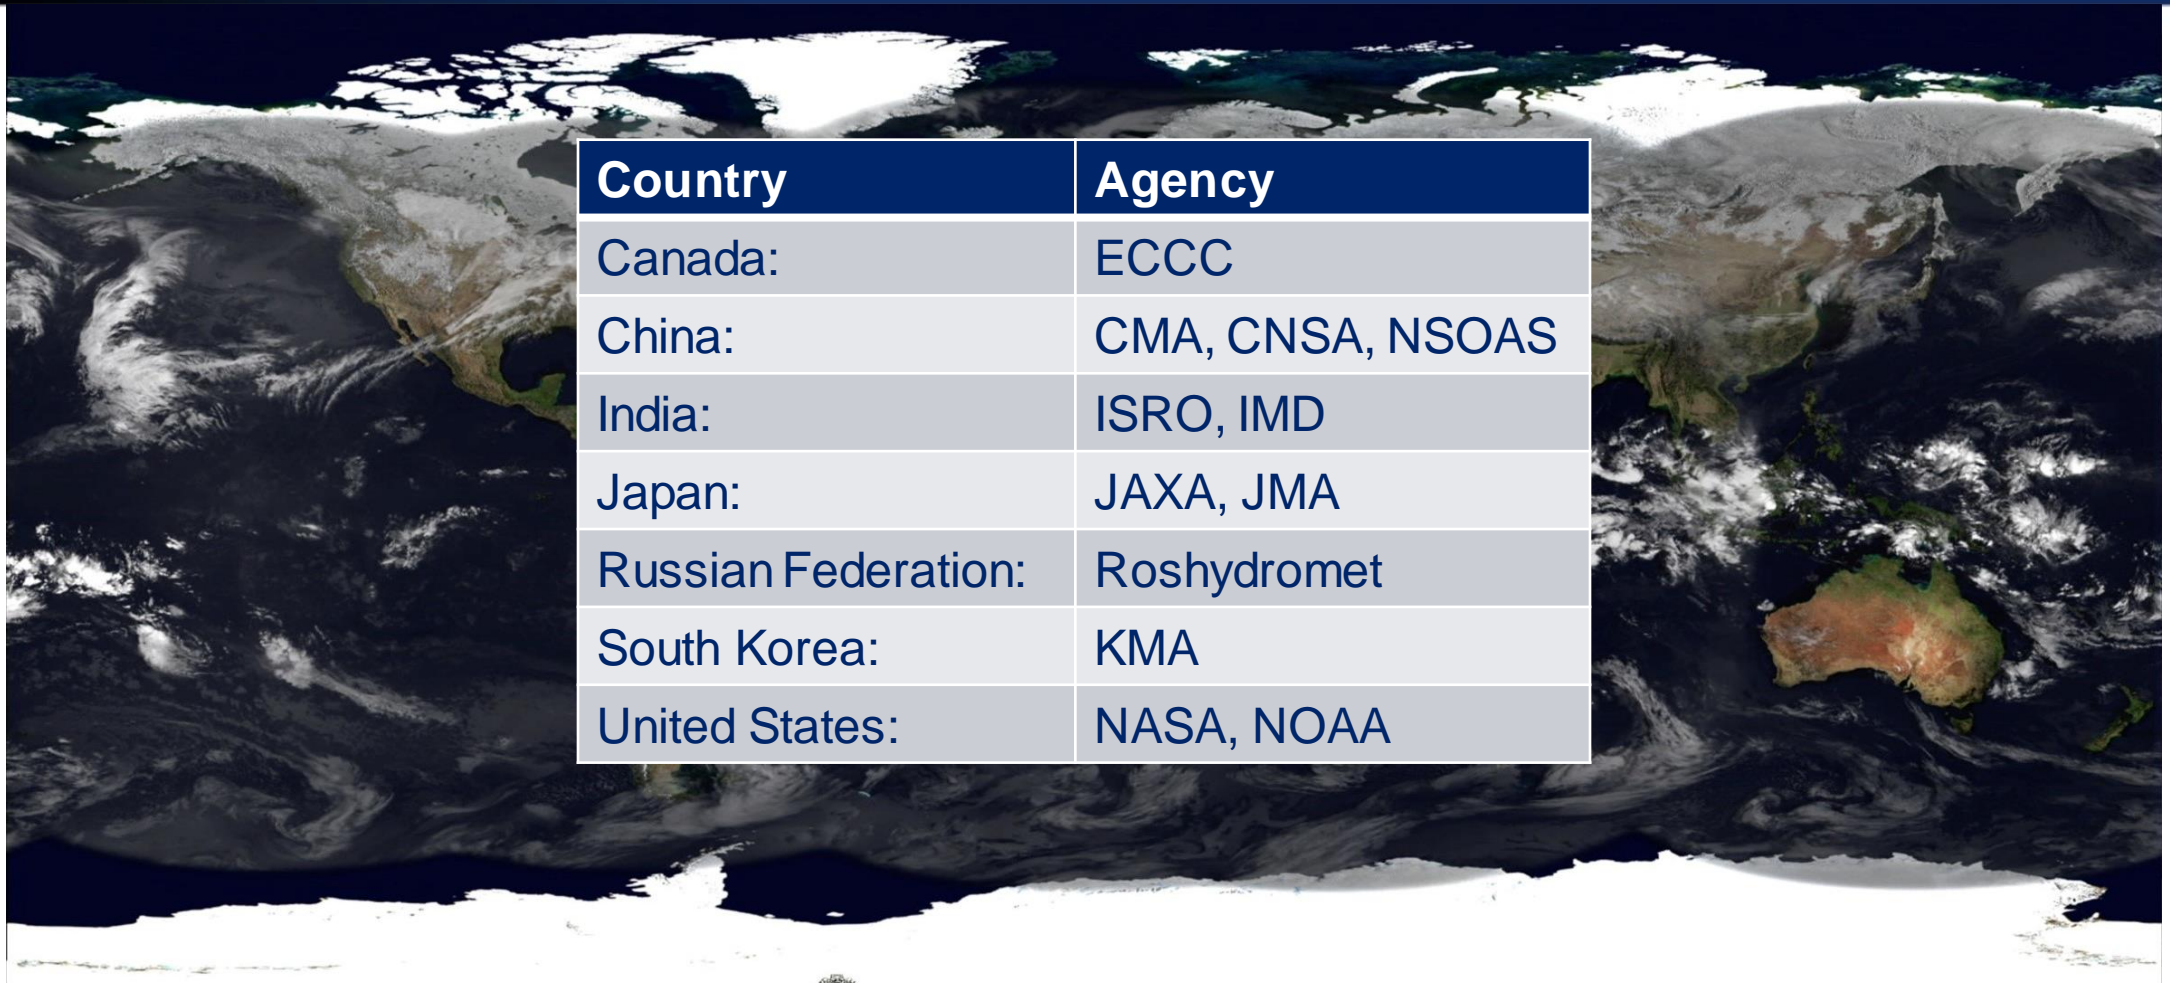 Country Agency
Canada: ECCC
China: CMA, CNSA, NSOAS
India: ISRO, IMD
Japan: JAXA, JMA
Russian Federation: Roshydromet
South Korea: KMA
United States: NASA, NOAA